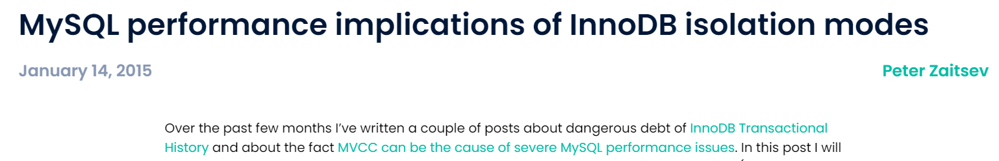 MySQL performance implications of InnoDB isolation modes
January 14, 2015
Peter Zaitsev
Over the past few months I’ve written a couple of posts about dangerous debt of InnoDB Transactional
History and about the fact MVCC can be the cause of severe MySQL performance issues. In this post I will